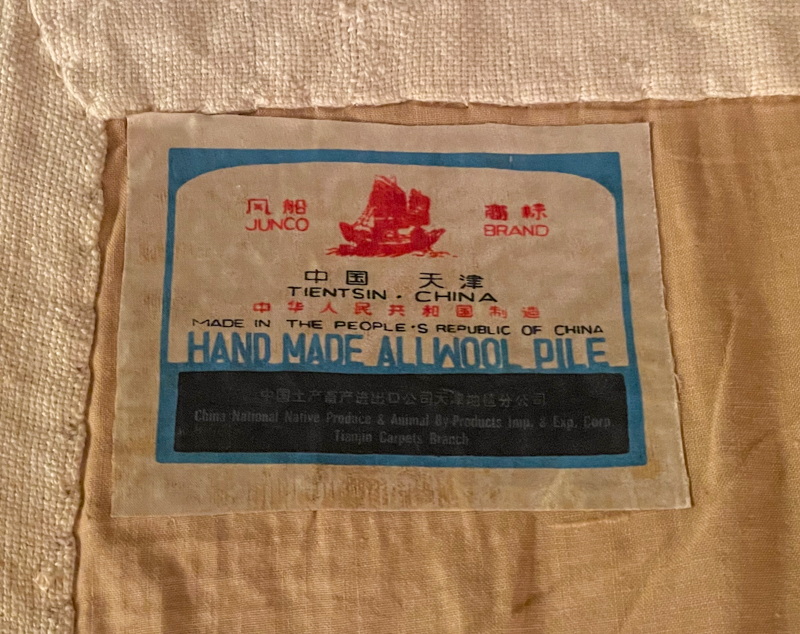 风船 商标
JUNCO BRAND
中国 天津
TIENTSIN · CHINA
中华人民共和国制造
MADE IN THE PEOPLE'S REPUBLIC OF CHINA
HAND MADE ALLWOOL PILE
中国土产畜产进出口公司天津地毯分公司
China National Native Produce & Animal By-Products Imp. & Exp. Corp.
Tianjin Carpets Branch